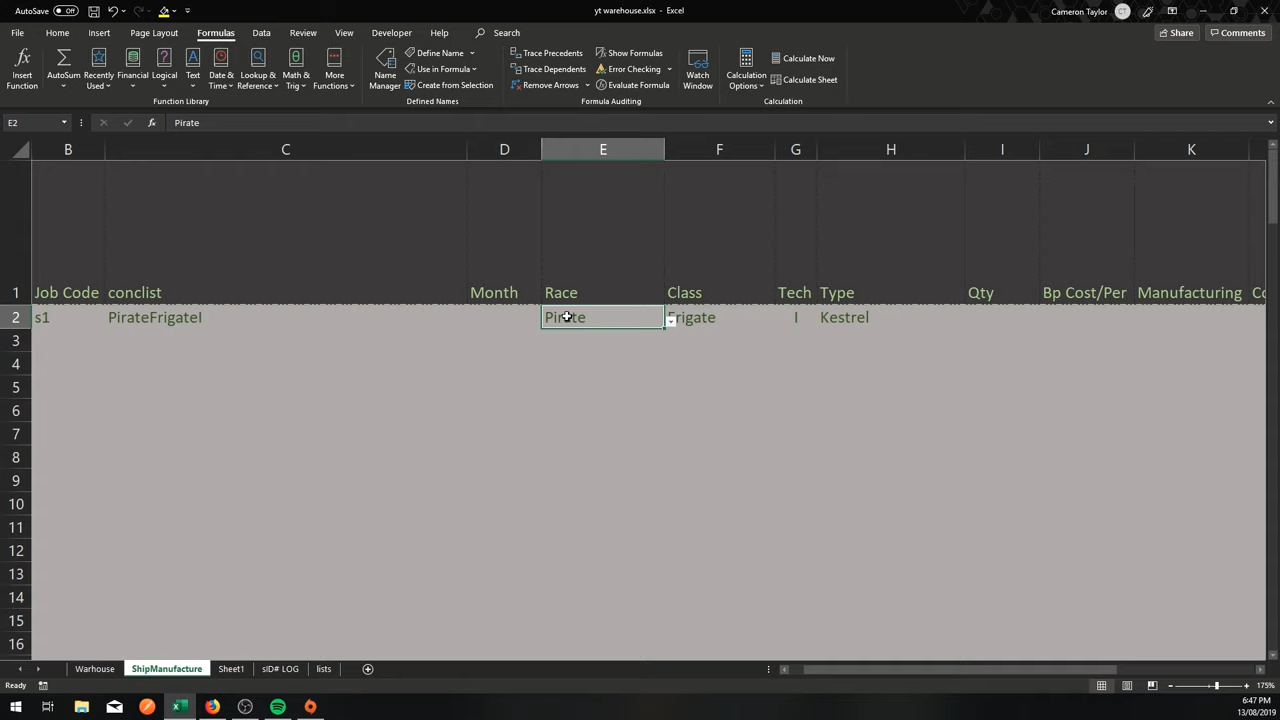 AutoSave Off
yt warehouse.xlsx - Excel
Cameron Taylor CT
File Home Insert Page Layout Formulas Data Review View Developer Help Search
Share Comments
Insert Function
AutoSum
Recently Used
Financial
Logical
Text
Date & Time
Lookup & Reference
Math & Trig
More Functions
Function Library
Name Manager
Define Name
Use in Formula
Create from Selection
Defined Names
Trace Precedents
Trace Dependents
Remove Arrows
Show Formulas
Error Checking
Evaluate Formula
Formula Auditing
Watch Window
Calculation Options
Calculate Now
Calculate Sheet
Calculation
E2 fx Pirate
B C D E F G H I J K
1 Job Code conclist Month Race Class Tech Type Qty Bp Cost/Per Manufacturing Co
2 s1 PirateFrigateI Pirate Frigate I Kestrel
3
4
5
6
7
8
9
10
11
12
13
14
15
16
Warhouse ShipManufacture Sheet1 sID# LOG lists
Ready 175%
6:47 PM
13/08/2019